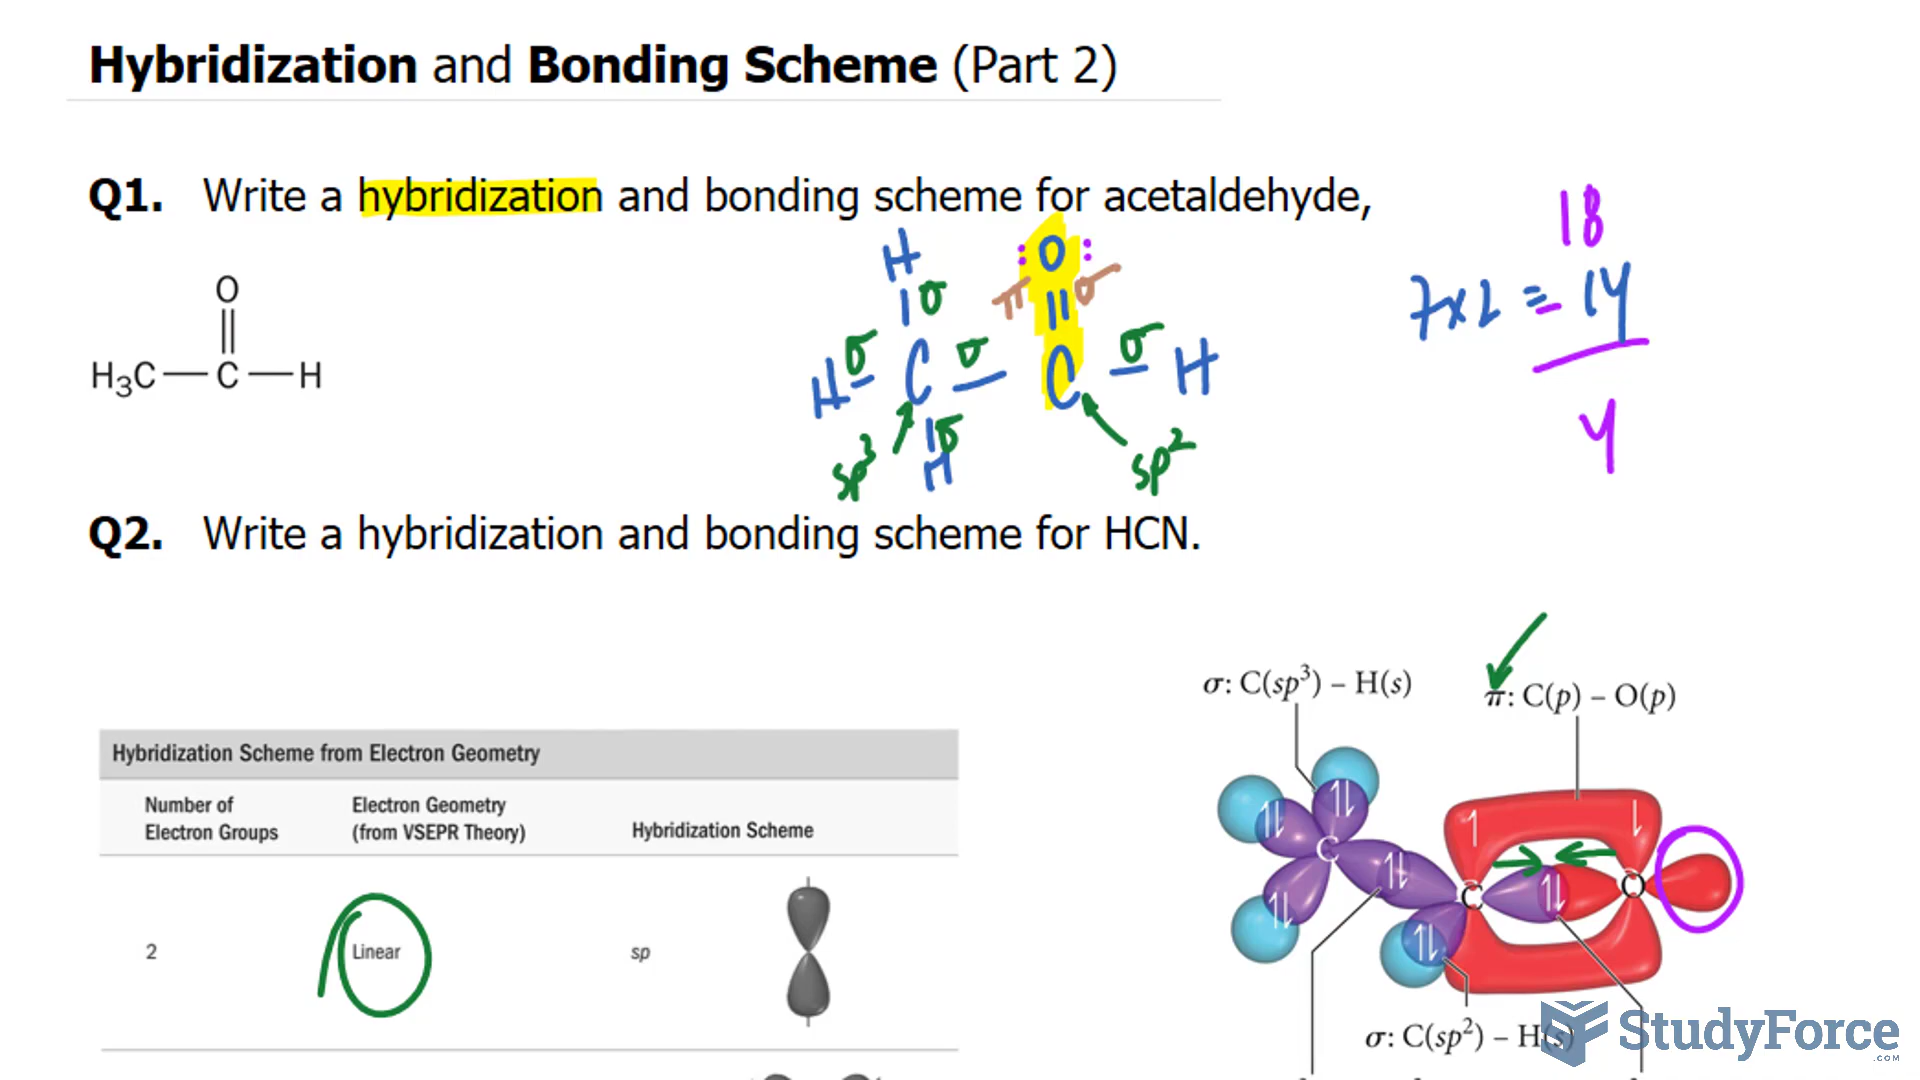 Hybridization and Bonding Scheme (Part 2)
Q1. Write a hybridization and bonding scheme for acetaldehyde,
18
7x2 = 14
4
O
H₃C — C — H
H
σ
:O:
π σ
H σ C σ C σ H
σ
H
sp³
sp²
Q2. Write a hybridization and bonding scheme for HCN.
σ: C(sp³) – H(s)
π: C(p) – O(p)
Hybridization Scheme from Electron Geometry
Number of Electron Groups
Electron Geometry (from VSEPR Theory)
Hybridization Scheme
2 Linear sp
C
C
O
σ: C(sp²) – H(s)
StudyForce
.COM